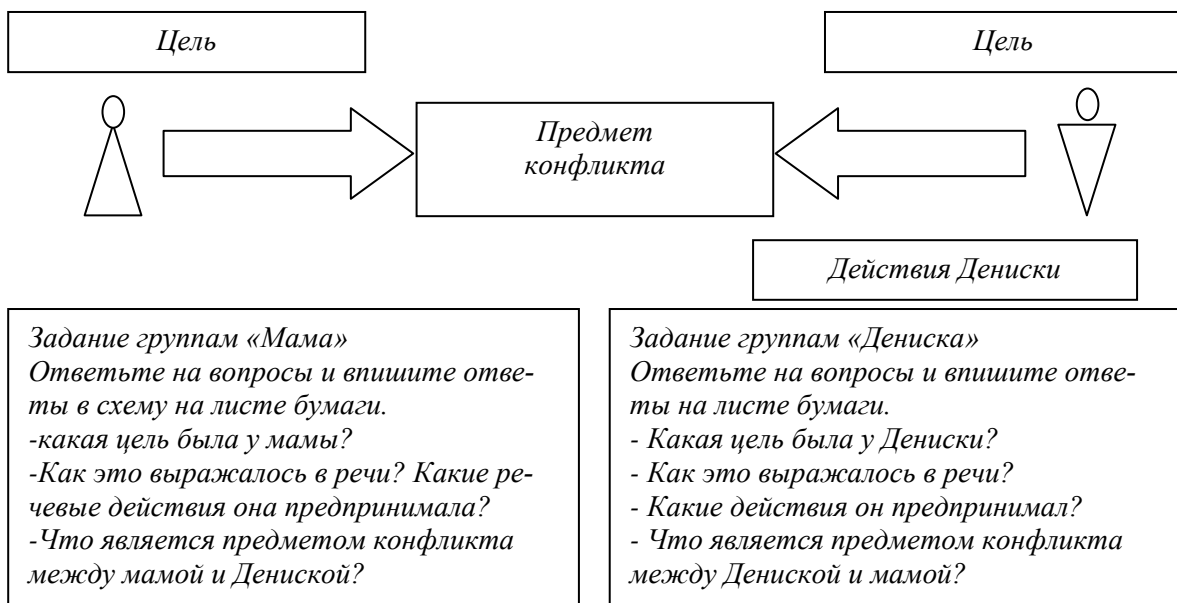 Цель
Цель
Предмет
конфликта
Действия Дениски
Задание группам «Мама»
Ответьте на вопросы и впишите отве-
ты в схему на листе бумаги.
-какая цель была у мамы?
-Как это выражалось в речи? Какие ре-
чевые действия она предпринимала?
-Что является предметом конфликта
между мамой и Дениской?
Задание группам «Дениска»
Ответьте на вопросы и впишите отве-
ты на листе бумаги.
- Какая цель была у Дениски?
- Как это выражалось в речи?
- Какие действия он предпринимал?
- Что является предметом конфликта
между Дениской и мамой?